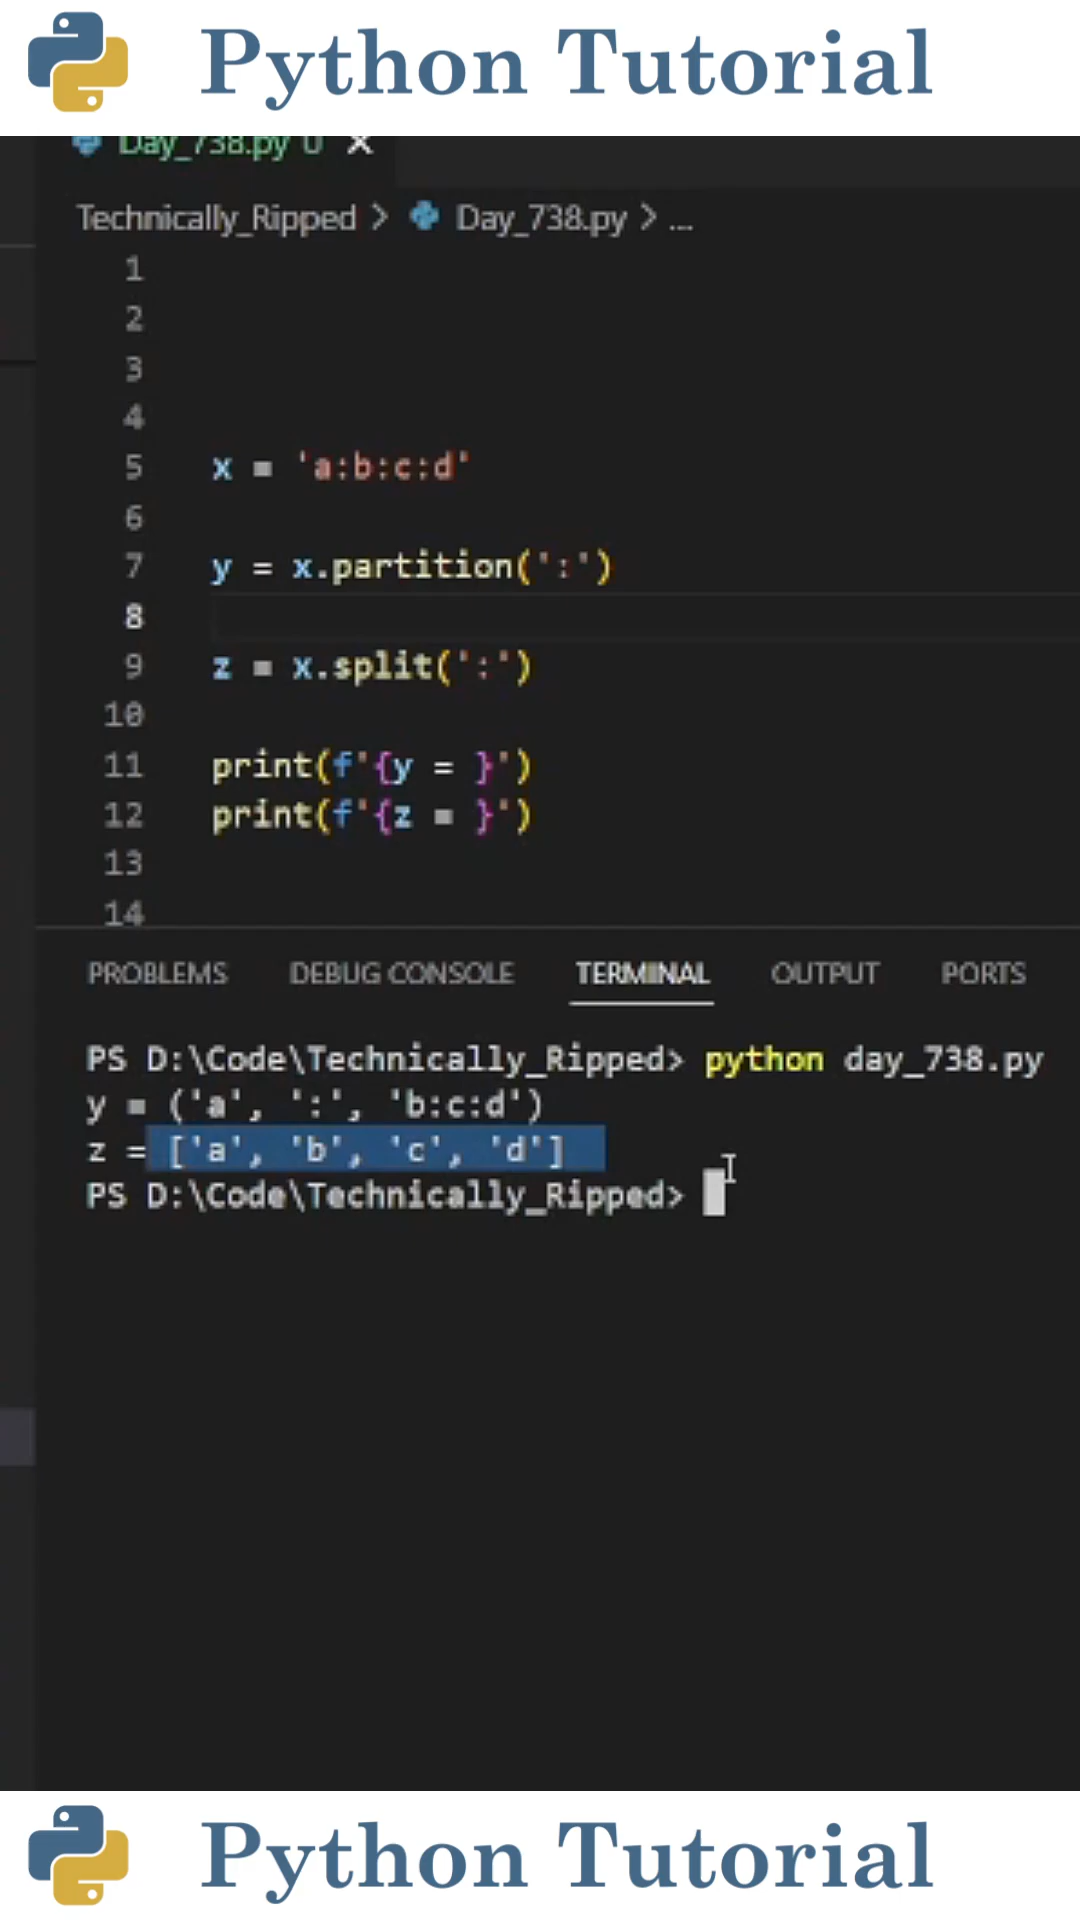 Python Tutorial
Day_738.py U
Technically_Ripped > Day_738.py > ...
1
2
3
4
5 x = 'a:b:c:d'
6
7 y = x.partition(':')
8
9 z = x.split(':')
10
11 print(f'{y = }')
12 print(f'{z = }')
13
14
PROBLEMS DEBUG CONSOLE TERMINAL OUTPUT PORTS
PS D:\Code\Technically_Ripped> python day_738.py
y = ('a', ':', 'b:c:d')
z = ['a', 'b', 'c', 'd']
PS D:\Code\Technically_Ripped>
Python Tutorial